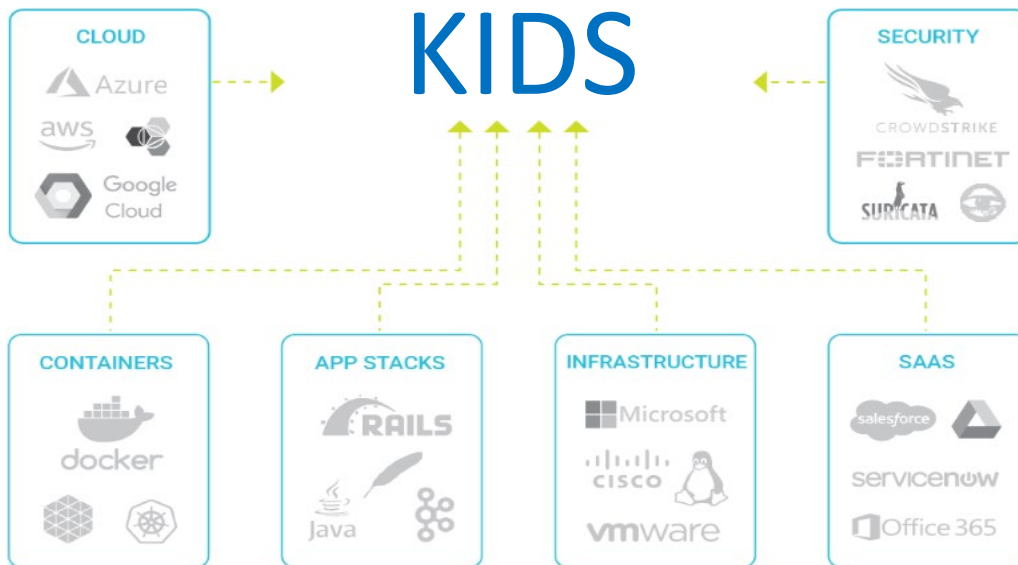 KIDS
CLOUD
Azure
aws
Google
Cloud
SECURITY
CROWDSTRIKE
FORTINET
SURICATA
CONTAINERS
docker
APP STACKS
RAILS
Java
INFRASTRUCTURE
Microsoft
CISCO
vmware
SAAS
salesforce
servicenow
Office 365